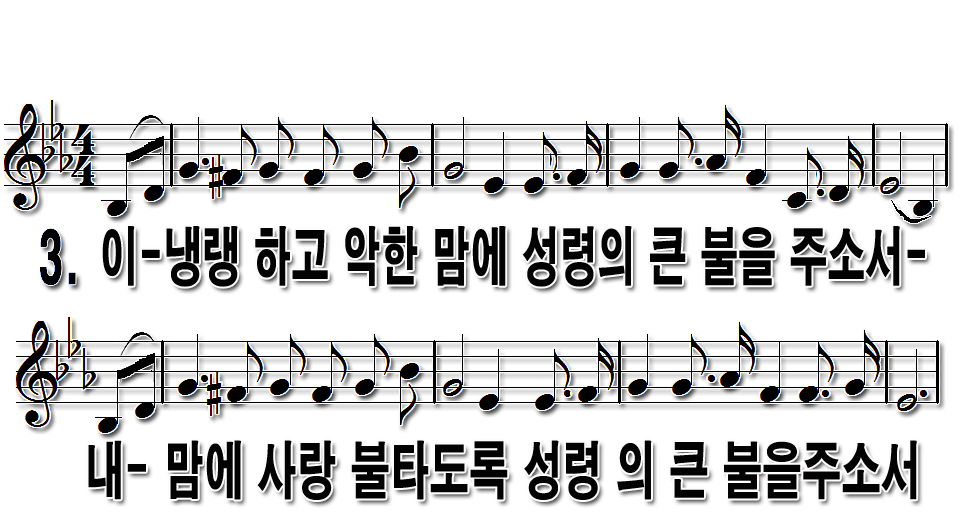 3. 이-냉랭 하고 악한 맘에 성령의 큰 불을 주소서-
내- 맘에 사랑 불타도록 성령 의 큰 불을주소서